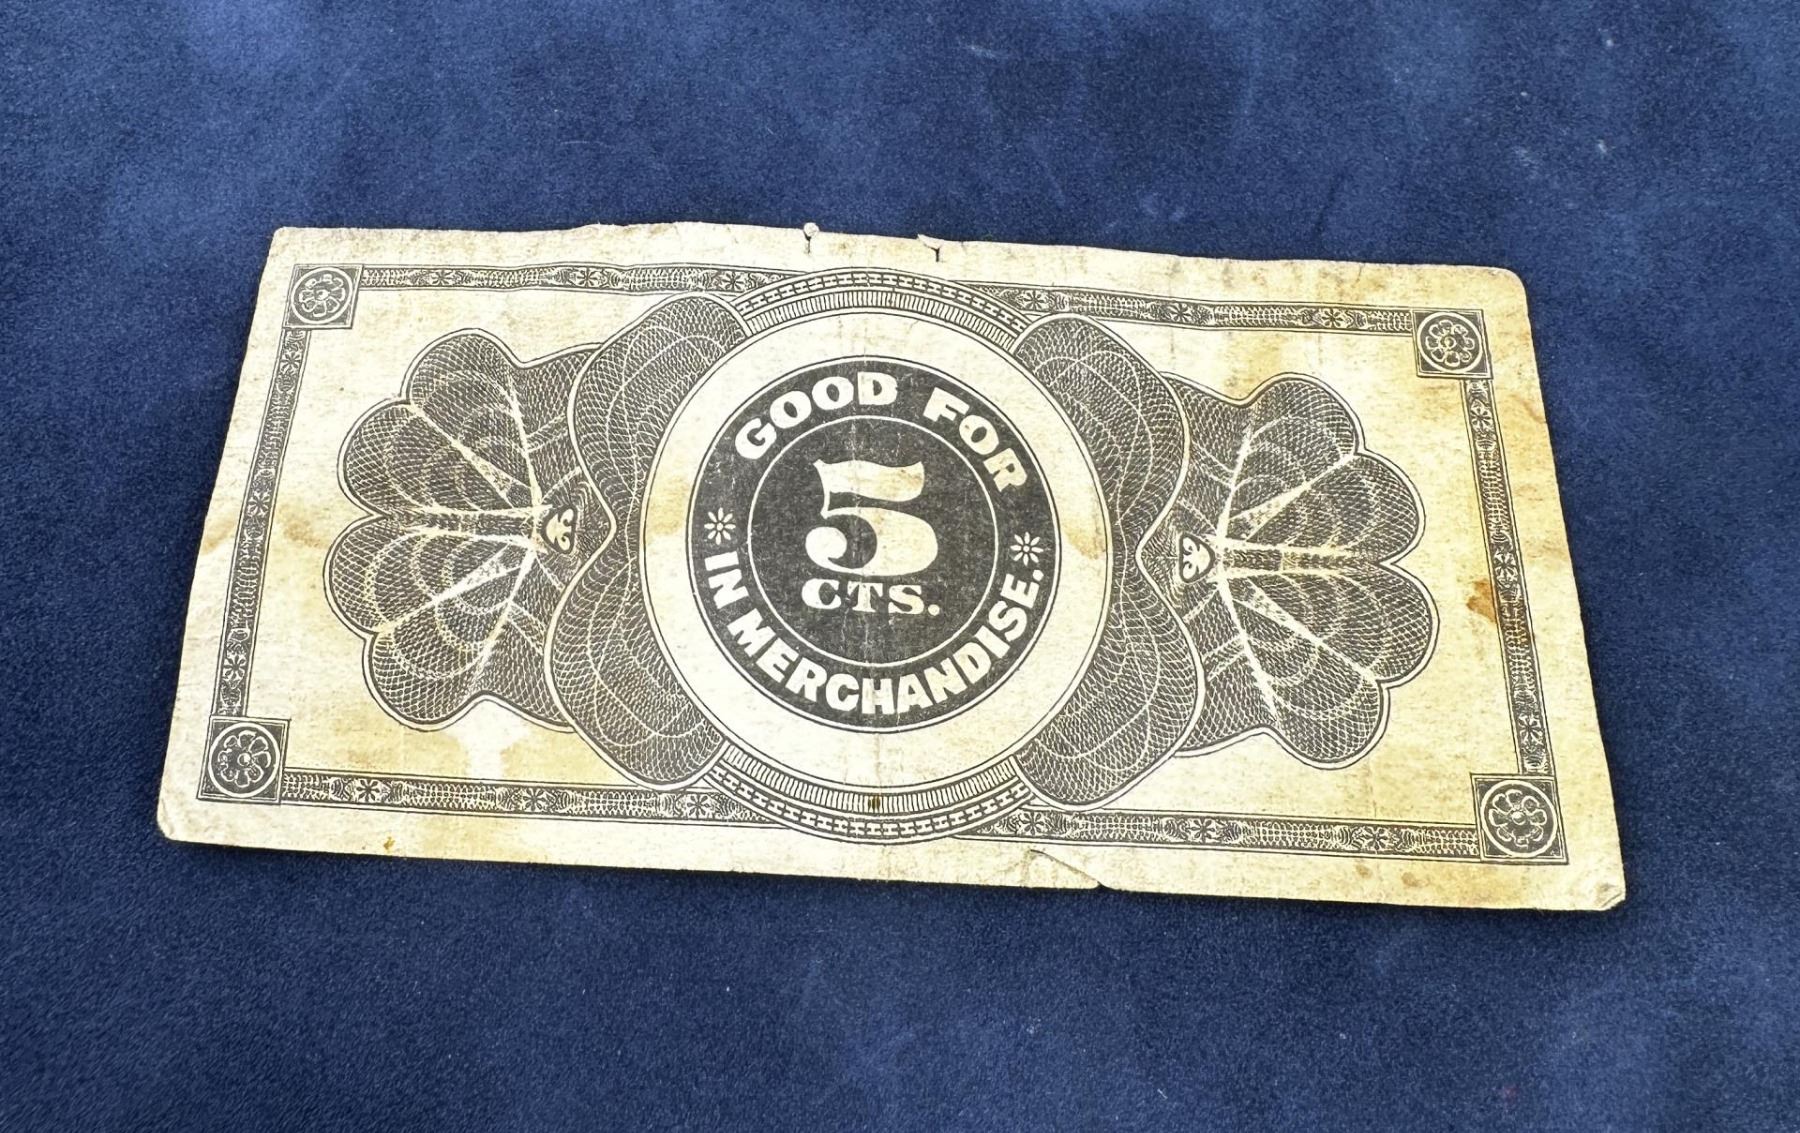 GOOD FOR
5
CTS.
IN MERCHANDISE.